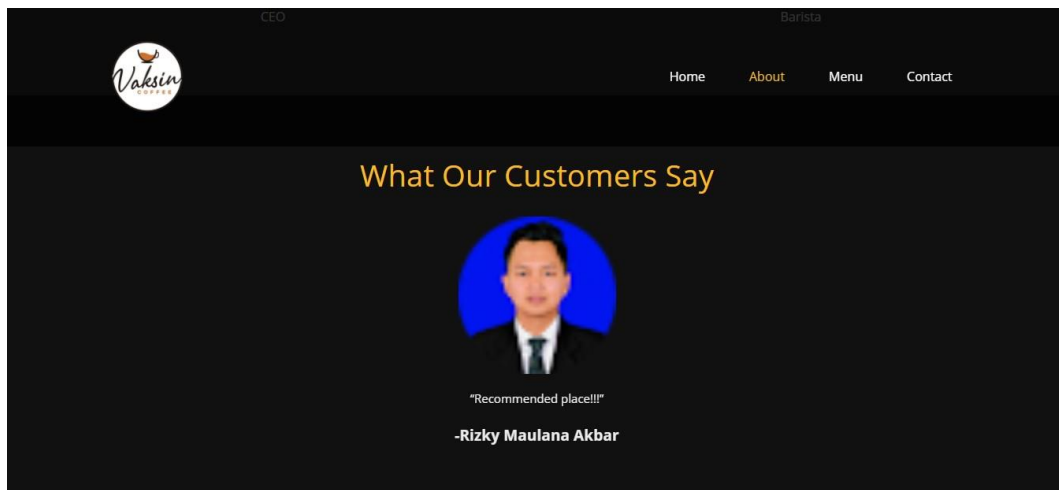 CEO Barista
Vaksin
COFFEE
Home About Menu Contact
What Our Customers Say
“Recommended place!!!”
-Rizky Maulana Akbar